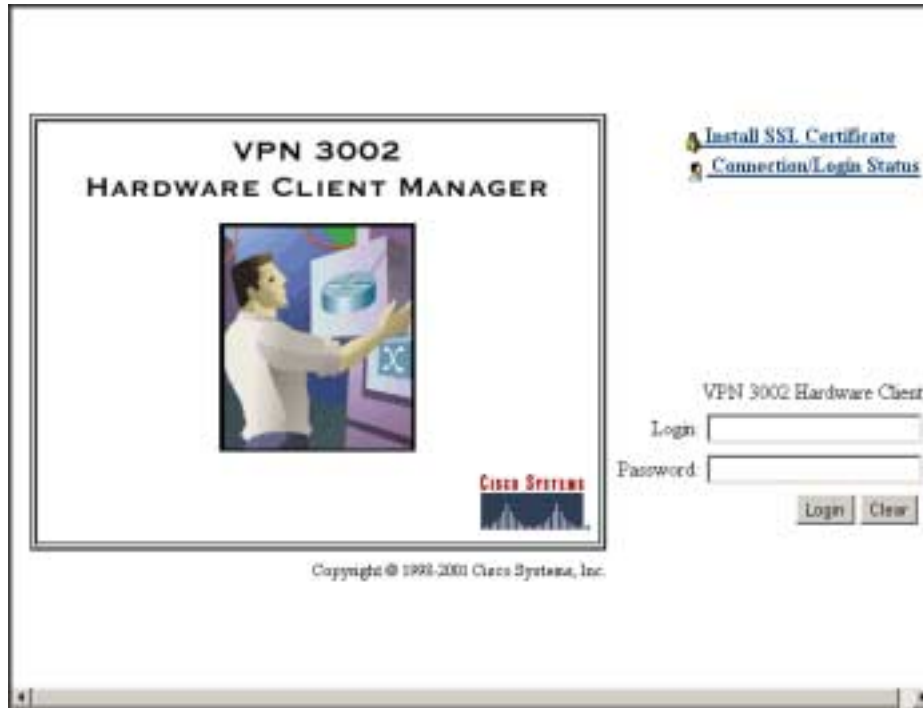 VPN 3002
HARDWARE CLIENT MANAGER
CISCO SYSTEMS
Install SSL Certificate
Connection/Login Status
VPN 3002 Hardware Client
Login:
Password:
Login Clear
Copyright © 1998-2001 Cisco Systems, Inc.